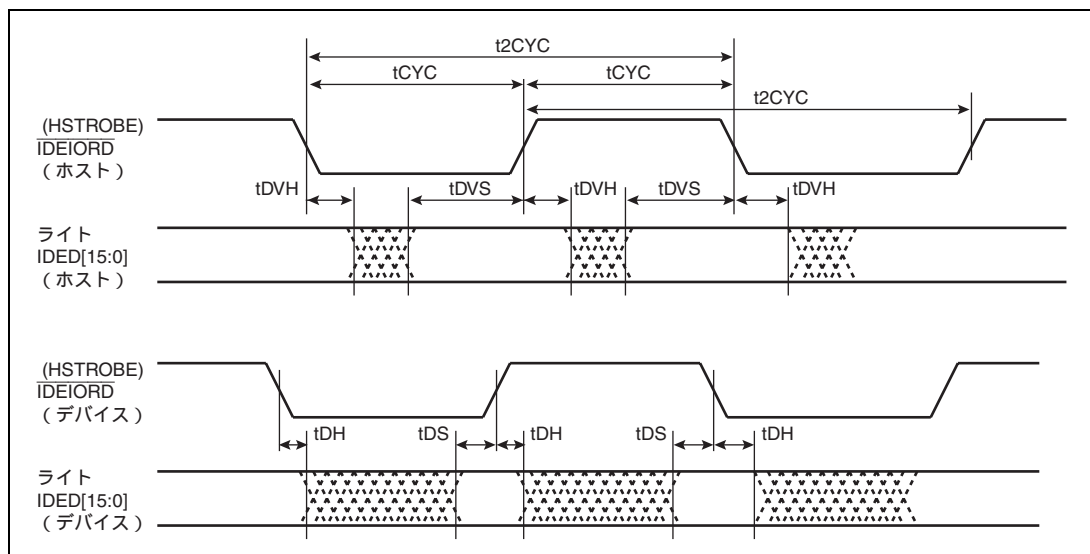 t2CYC
tCYC tCYC
t2CYC
(HSTROBE)
IDEIORD
(ホスト)
tDVH tDVS tDVH tDVS tDVH
ライト
IDED[15:0]
(ホスト)
(HSTROBE)
IDEIORD
(デバイス)
tDH tDS tDH tDS tDH
ライト
IDED[15:0]
(デバイス)